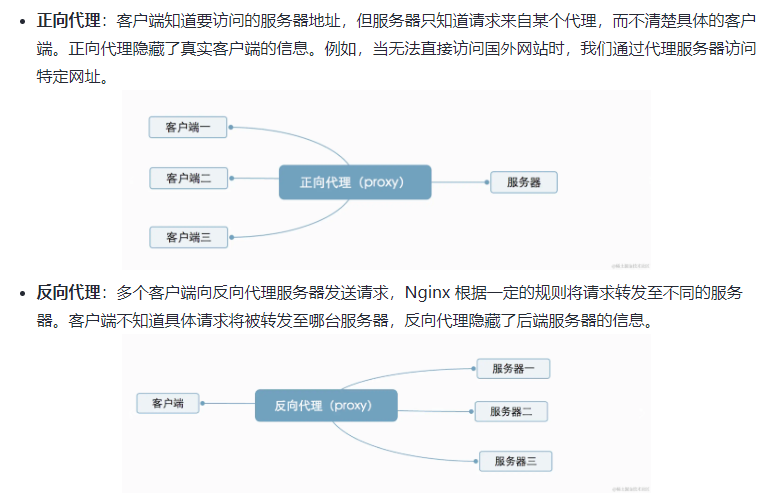 正向代理：客户端知道要访问的服务器地址，但服务器只知道请求来自某个代理，而不清楚具体的客户
端。正向代理隐藏了真实客户端的信息。例如，当无法直接访问国外网站时，我们通过代理服务器访问
特定网址。
客户端一
客户端二
正向代理（proxy）
服务器
客户端三
反向代理：多个客户端向反向代理服务器发送请求，Nginx 根据一定的规则将请求转发至不同的服务
器。客户端不知道具体请求将被转发至哪台服务器，反向代理隐藏了后端服务器的信息。
服务器一
客户端
反向代理（proxy）
服务器二
服务器三